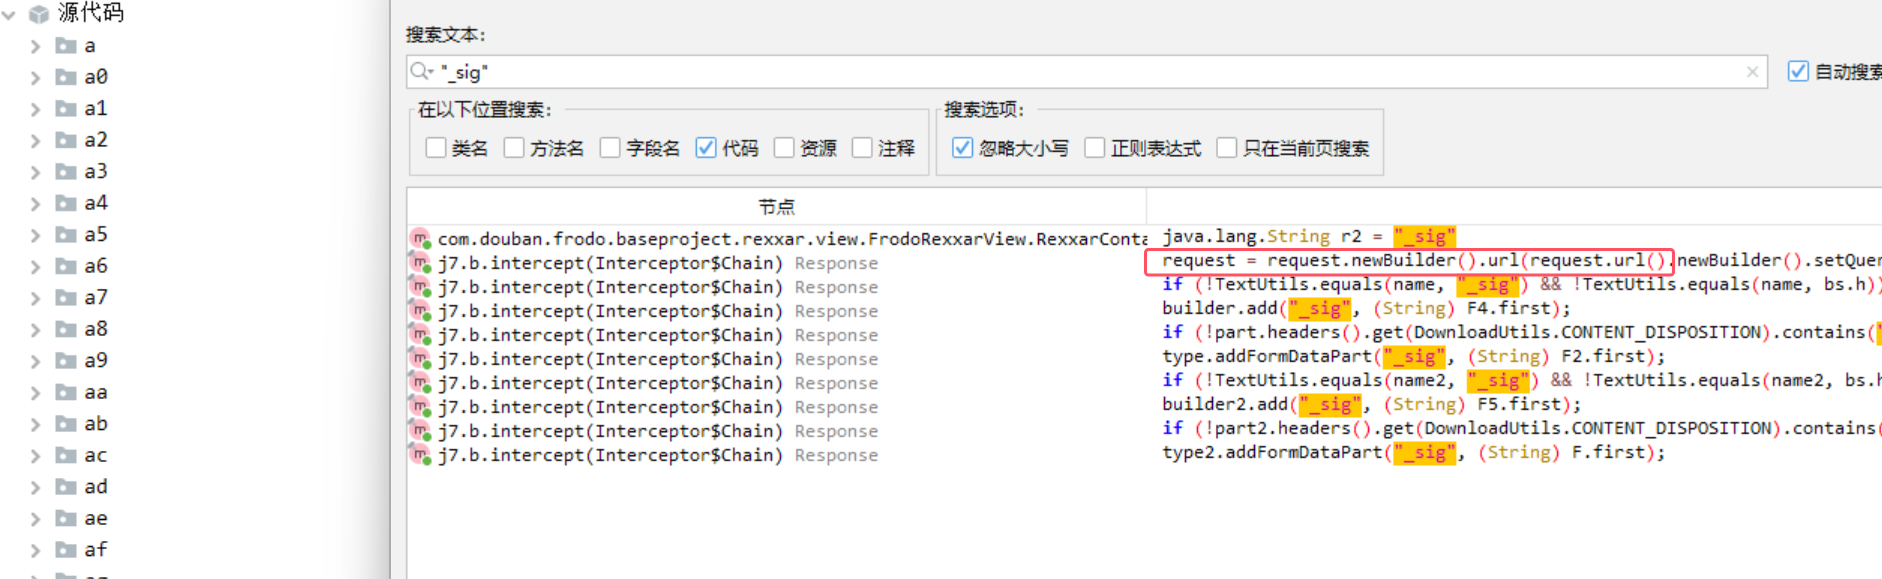 源代码
a
a0
a1
a2
a3
a4
a5
a6
a7
a8
a9
aa
ab
ac
ad
ae
af
搜索文本:
"_sig"
自动搜索
在以下位置搜索:
类名 方法名 字段名 代码 资源 注释
搜索选项:
忽略大小写 正则表达式 只在当前页搜索
节点
com.douban.frodo.baseproject.rexxar.view.FrodoRexxarView.RexxarConta java.lang.String r2 = "_sig"
j7.b.intercept(Interceptor$Chain) Response request = request.newBuilder().url(request.url().newBuilder().setQuer
j7.b.intercept(Interceptor$Chain) Response if (!TextUtils.equals(name, "_sig") && !TextUtils.equals(name, bs.h))
j7.b.intercept(Interceptor$Chain) Response builder.add("_sig", (String) F4.first);
j7.b.intercept(Interceptor$Chain) Response if (!part.headers().get(DownloadUtils.CONTENT_DISPOSITION).contains("
j7.b.intercept(Interceptor$Chain) Response type.addFormDataPart("_sig", (String) F2.first);
j7.b.intercept(Interceptor$Chain) Response if (!TextUtils.equals(name2, "_sig") && !TextUtils.equals(name2, bs.h
j7.b.intercept(Interceptor$Chain) Response builder2.add("_sig", (String) F5.first);
j7.b.intercept(Interceptor$Chain) Response if (!part2.headers().get(DownloadUtils.CONTENT_DISPOSITION).contains(
j7.b.intercept(Interceptor$Chain) Response type2.addFormDataPart("_sig", (String) F.first);